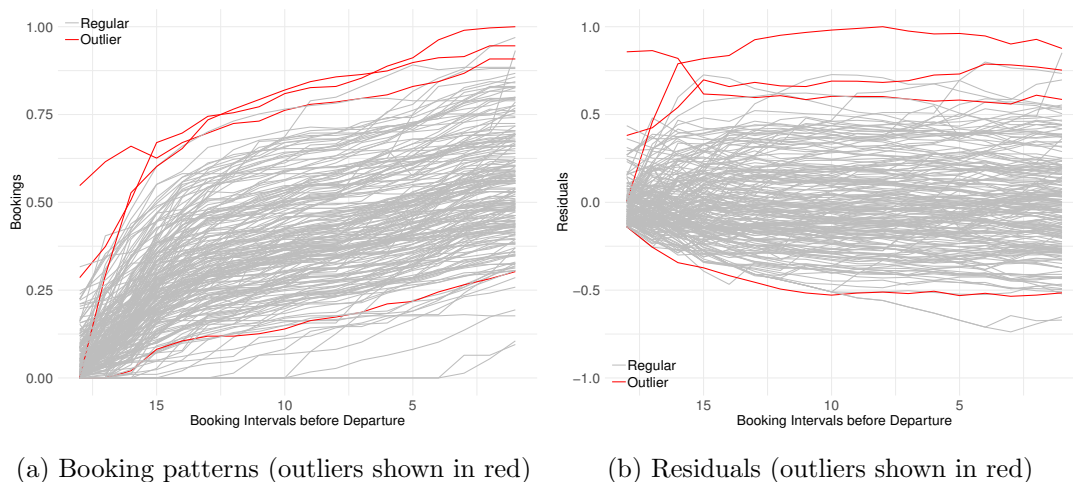 1.00
0.75
0.50
0.25
0.00
Bookings
Regular
Outlier
15
10
5
Booking Intervals before Departure
(a) Booking patterns (outliers shown in red)
1.0
0.5
0.0
−0.5
−1.0
Residuals
Regular
Outlier
15
10
5
Booking Intervals before Departure
(b) Residuals (outliers shown in red)